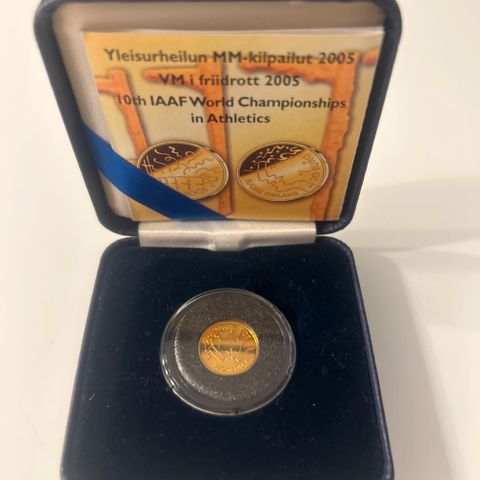 Yleisurheilun MM-kilpailut 2005
VM i friidrott 2005
10th IAAF World Championships
in Athletics